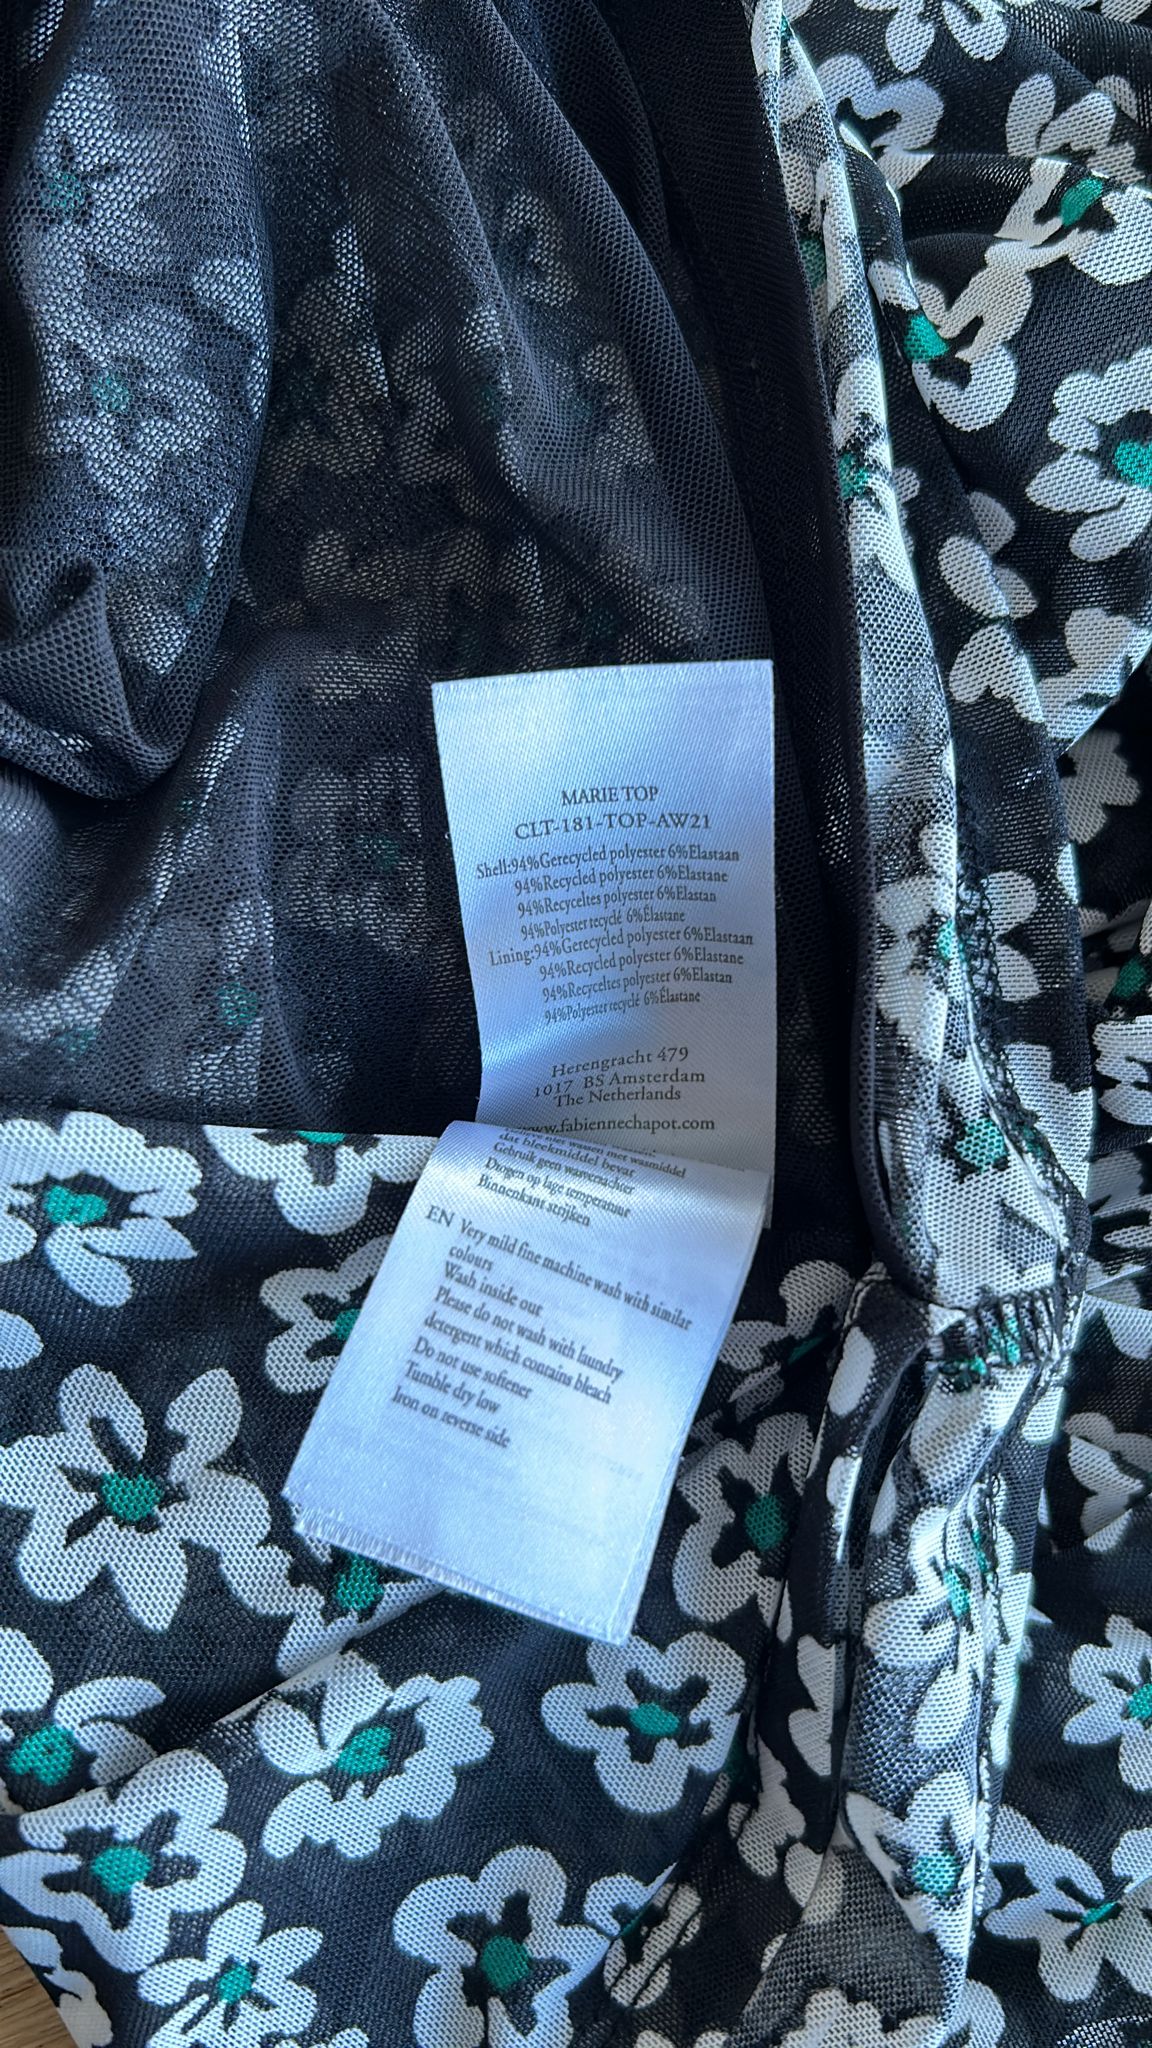 MARIE TOP
CLT-181-TOP-AW21
Shell:94%Gerecycled polyester 6%Elastaan
94%Recycled polyester 6%Elastane
94%Recyceltes polyester 6%Elastan
94%Polyester recyclé 6%Élastane
Lining:94%Gerecycled polyester 6%Elastaan
94%Recycled polyester 6%Elastane
94%Recyceltes polyester 6%Elastan
94%Polyester recyclé 6%Élastane
Herengracht 479
1017 BS Amsterdam
The Netherlands
www.fabiennechapot.com
niet wassen met wasmiddel
dat bleekmiddel bevat
Gebruik geen wasverzachter
Drogen op lage temperatuur
Binnenkant strijken
EN Very mild fine machine wash with similar
colours
Wash inside out
Please do not wash with laundry
detergent which contains bleach
Do not use softener
Tumble dry low
Iron on reverse side